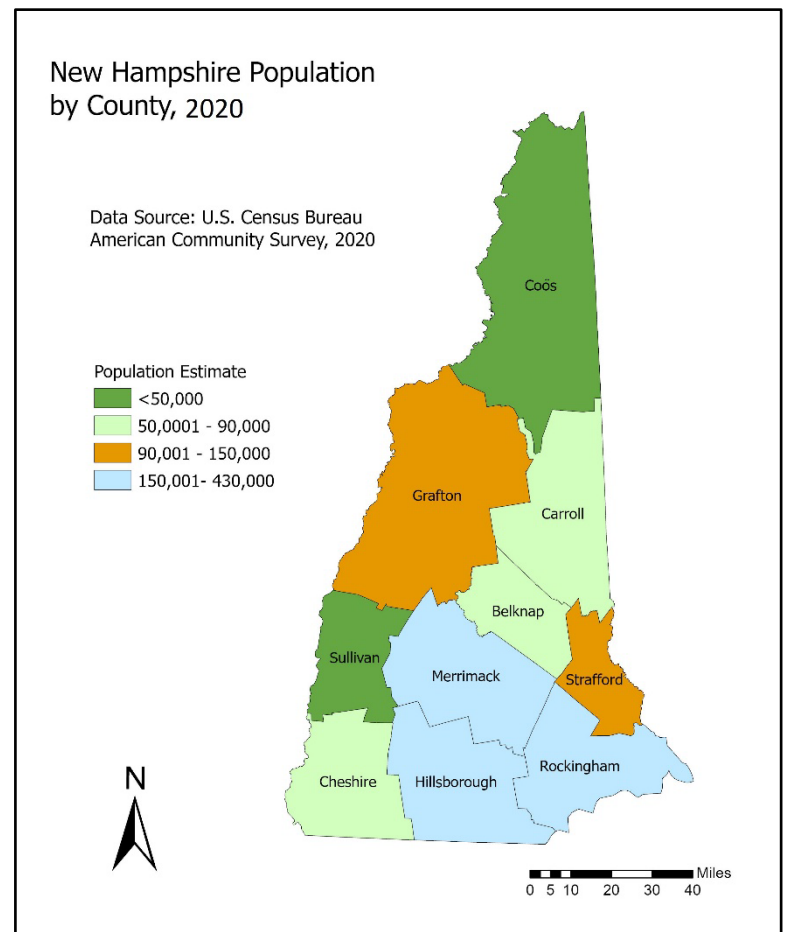 New Hampshire Population
by County, 2020
Data Source: U.S. Census Bureau
American Community Survey, 2020
Coös
Population Estimate
<50,000
50,0001 - 90,000
90,001 - 150,000
150,001- 430,000
Grafton
Carroll
Belknap
Sullivan
Merrimack
Strafford
Rockingham
Cheshire
Hillsborough
N
Miles
0 5 10 20 30 40